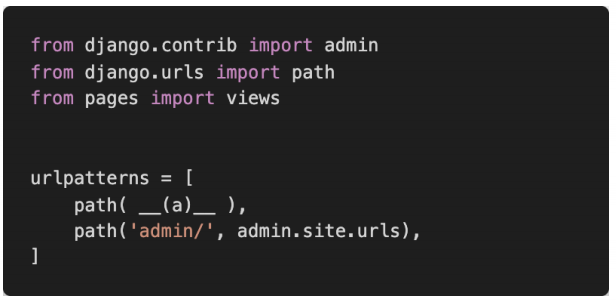 from django.contrib import admin
from django.urls import path
from pages import views
urlpatterns = [
    path( __(a)__ ),
    path('admin/', admin.site.urls),
]